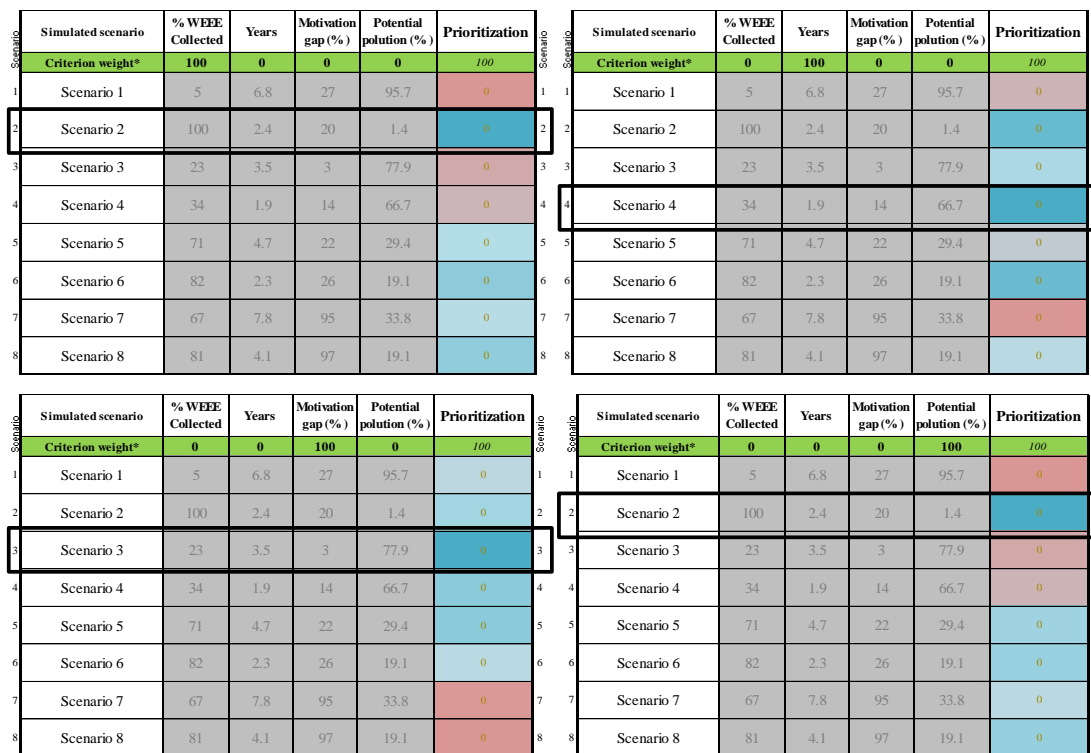 Simulated scenario % WEEE Collected Years Motivation gap (%) Potential polution (%) Prioritization
Scenario Criterion weight* 100 0 0 0 100
1 Scenario 1 5 6.8 27 95.7 0
2 Scenario 2 100 2.4 20 1.4 0
3 Scenario 3 23 3.5 3 77.9 0
4 Scenario 4 34 1.9 14 66.7 0
5 Scenario 5 71 4.7 22 29.4 0
6 Scenario 6 82 2.3 26 19.1 0
7 Scenario 7 67 7.8 95 33.8 0
8 Scenario 8 81 4.1 97 19.1 0
8
Simulated scenario % WEEE Collected Years Motivation gap (%) Potential polution (%) Prioritization
Scenario Criterion weight* 0 100 0 0 100
1 Scenario 1 5 6.8 27 95.7 0
2 Scenario 2 100 2.4 20 1.4 0
3 Scenario 3 23 3.5 3 77.9 0
4 Scenario 4 34 1.9 14 66.7 0
5 Scenario 5 71 4.7 22 29.4 0
6 Scenario 6 82 2.3 26 19.1 0
7 Scenario 7 67 7.8 95 33.8 0
8 Scenario 8 81 4.1 97 19.1 0
Simulated scenario % WEEE Collected Years Motivation gap (%) Potential polution (%) Prioritization
Scenario Criterion weight* 0 0 100 0 100
1 Scenario 1 5 6.8 27 95.7 0
2 Scenario 2 100 2.4 20 1.4 0
3 Scenario 3 23 3.5 3 77.9 0
4 Scenario 4 34 1.9 14 66.7 0
5 Scenario 5 71 4.7 22 29.4 0
6 Scenario 6 82 2.3 26 19.1 0
7 Scenario 7 67 7.8 95 33.8 0
8 Scenario 8 81 4.1 97 19.1 0
Scenario
1
2
3
4
5
6
7
8
Simulated scenario % WEEE Collected Years Motivation gap (%) Potential polution (%) Prioritization
Scenario Criterion weight* 0 0 0 100 100
1 Scenario 1 5 6.8 27 95.7 0
2 Scenario 2 100 2.4 20 1.4 0
3 Scenario 3 23 3.5 3 77.9 0
4 Scenario 4 34 1.9 14 66.7 0
5 Scenario 5 71 4.7 22 29.4 0
6 Scenario 6 82 2.3 26 19.1 0
7 Scenario 7 67 7.8 95 33.8 0
8 Scenario 8 81 4.1 97 19.1 0